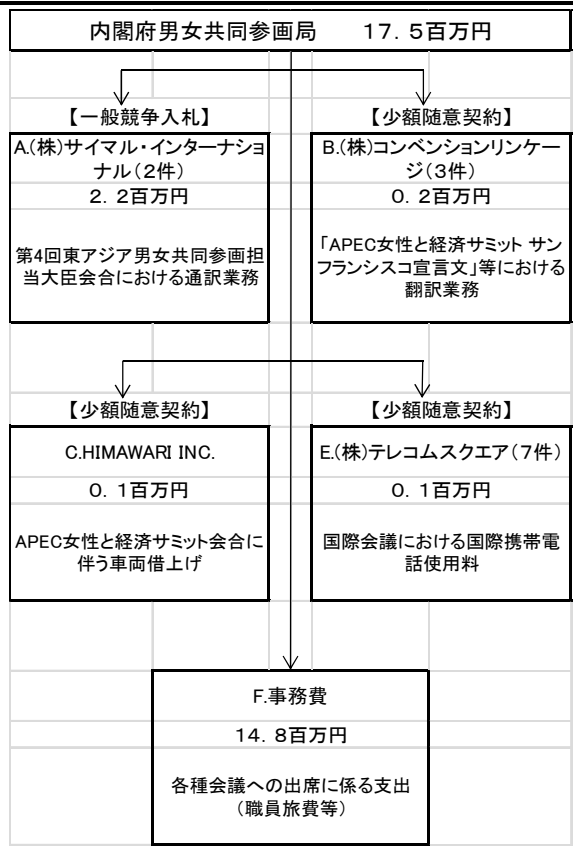 内閣府男女共同参画局　　17.5百万円
【一般競争入札】
【少額随意契約】
A.(株)サイマル・インターナショ
ナル(2件)
2.2百万円
第4回東アジア男女共同参画担
当大臣会合における通訳業務
B.(株)コンベンションリンケー
ジ(3件)
0.2百万円
「APEC女性と経済サミット サン
フランシスコ宣言文」等における
翻訳業務
【少額随意契約】
【少額随意契約】
C.HIMAWARI INC.
0.1百万円
APEC女性と経済サミット会合に
伴う車両借上げ
E.(株)テレコムスクエア(7件)
0.1百万円
国際会議における国際携帯電
話使用料
F.事務費
14.8百万円
各種会議への出席に係る支出
(職員旅費等)